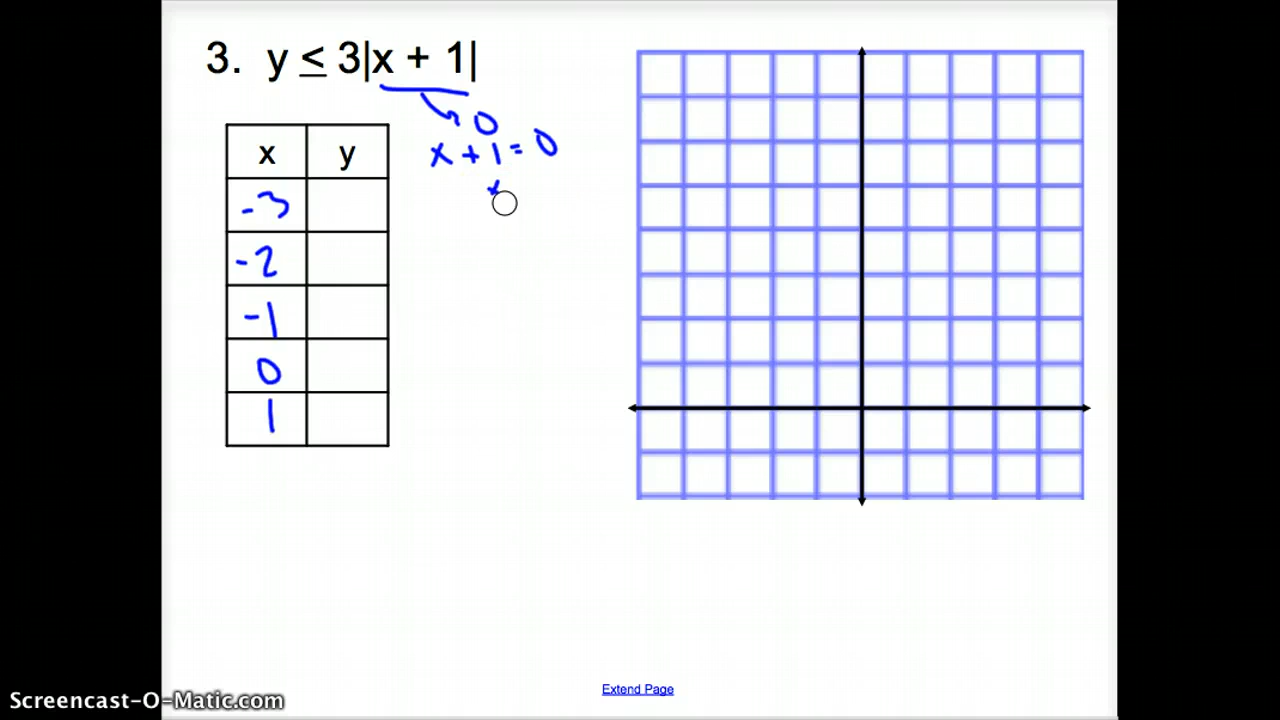 3. y ≤ 3|x + 1|
0
x + 1 = 0
x
x y
-3
-2
-1
0
1
Extend Page
Screencast-O-Matic.com